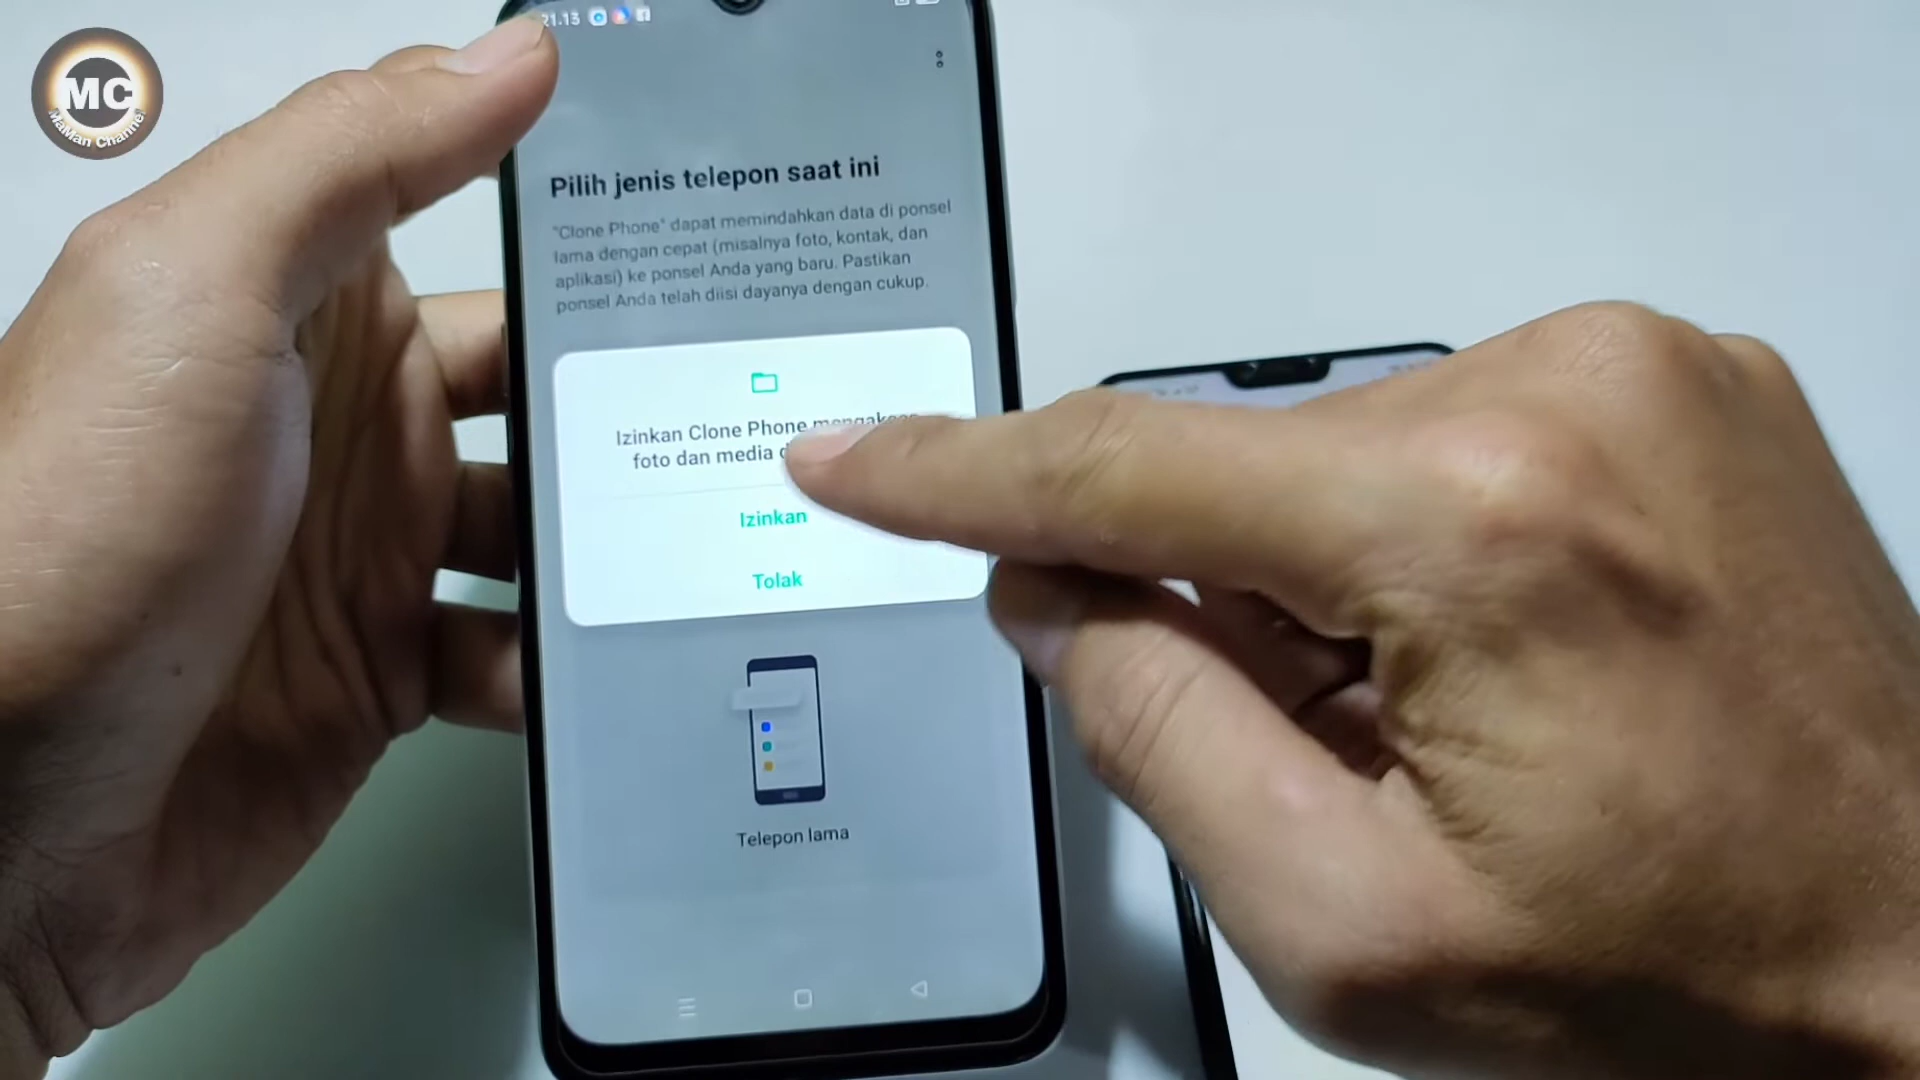 MC
MaMan Channel
21.13
Pilih jenis telepon saat ini
"Clone Phone" dapat memindahkan data di ponsel
lama dengan cepat (misalnya foto, kontak, dan
aplikasi) ke ponsel Anda yang baru. Pastikan
ponsel Anda telah diisi dayanya dengan cukup.
Izinkan Clone Phone
foto dan media
Izinkan
Tolak
Telepon lama